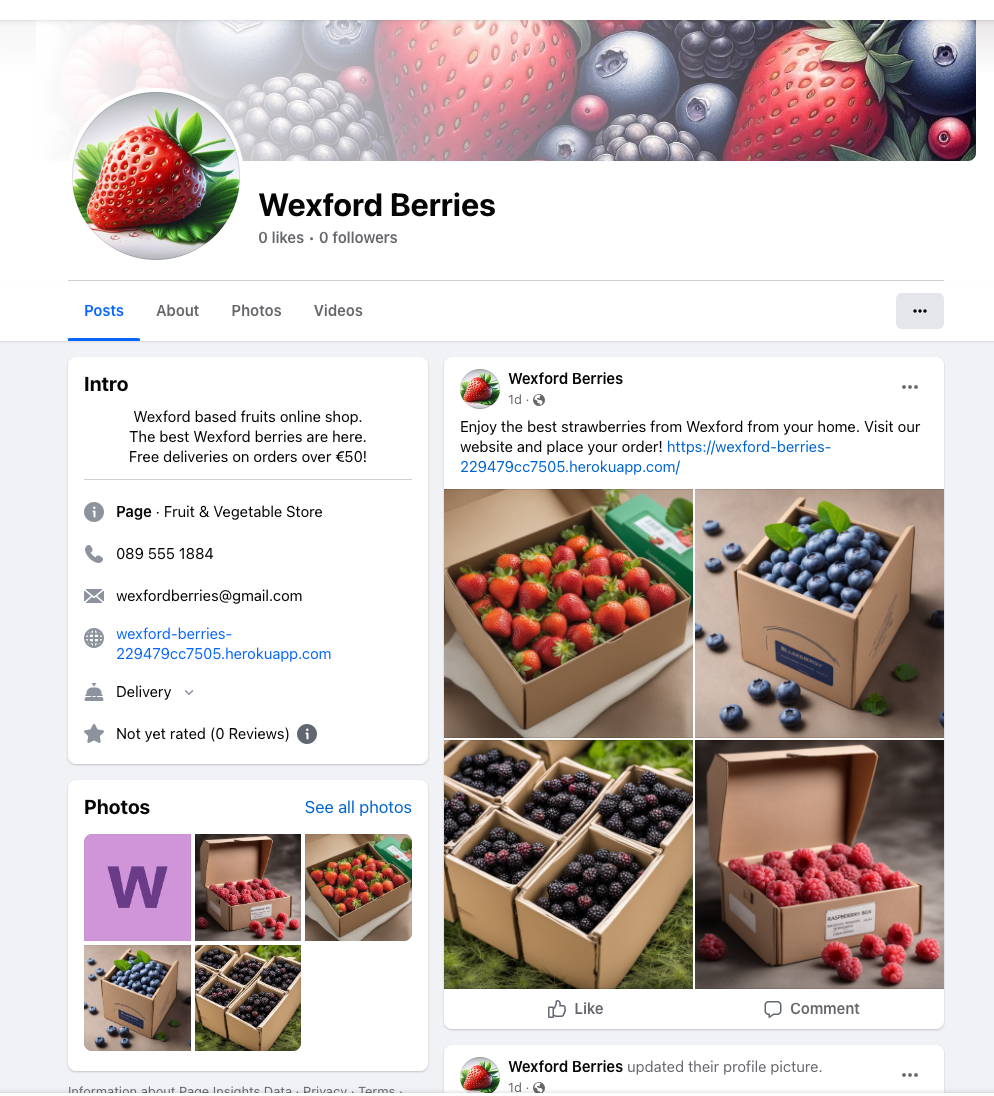 Wexford Berries
0 likes • 0 followers
Posts
About
Photos
Videos
Intro
Wexford based fruits online shop.
The best Wexford berries are here.
Free deliveries on orders over €50!
Page · Fruit & Vegetable Store
089 555 1884
wexfordberries@gmail.com
wexford-berries-
229479cc7505.herokuapp.com
Delivery
Not yet rated (0 Reviews)
Photos
See all photos
W
Information about Page Insights Data · Privacy · Terms ·
Wexford Berries
1d ·
Enjoy the best strawberries from Wexford from your home. Visit our
website and place your order! https://wexford-berries-
229479cc7505.herokuapp.com/
RASPBERRY BOX
Like
Comment
Wexford Berries updated their profile picture.
1d ·